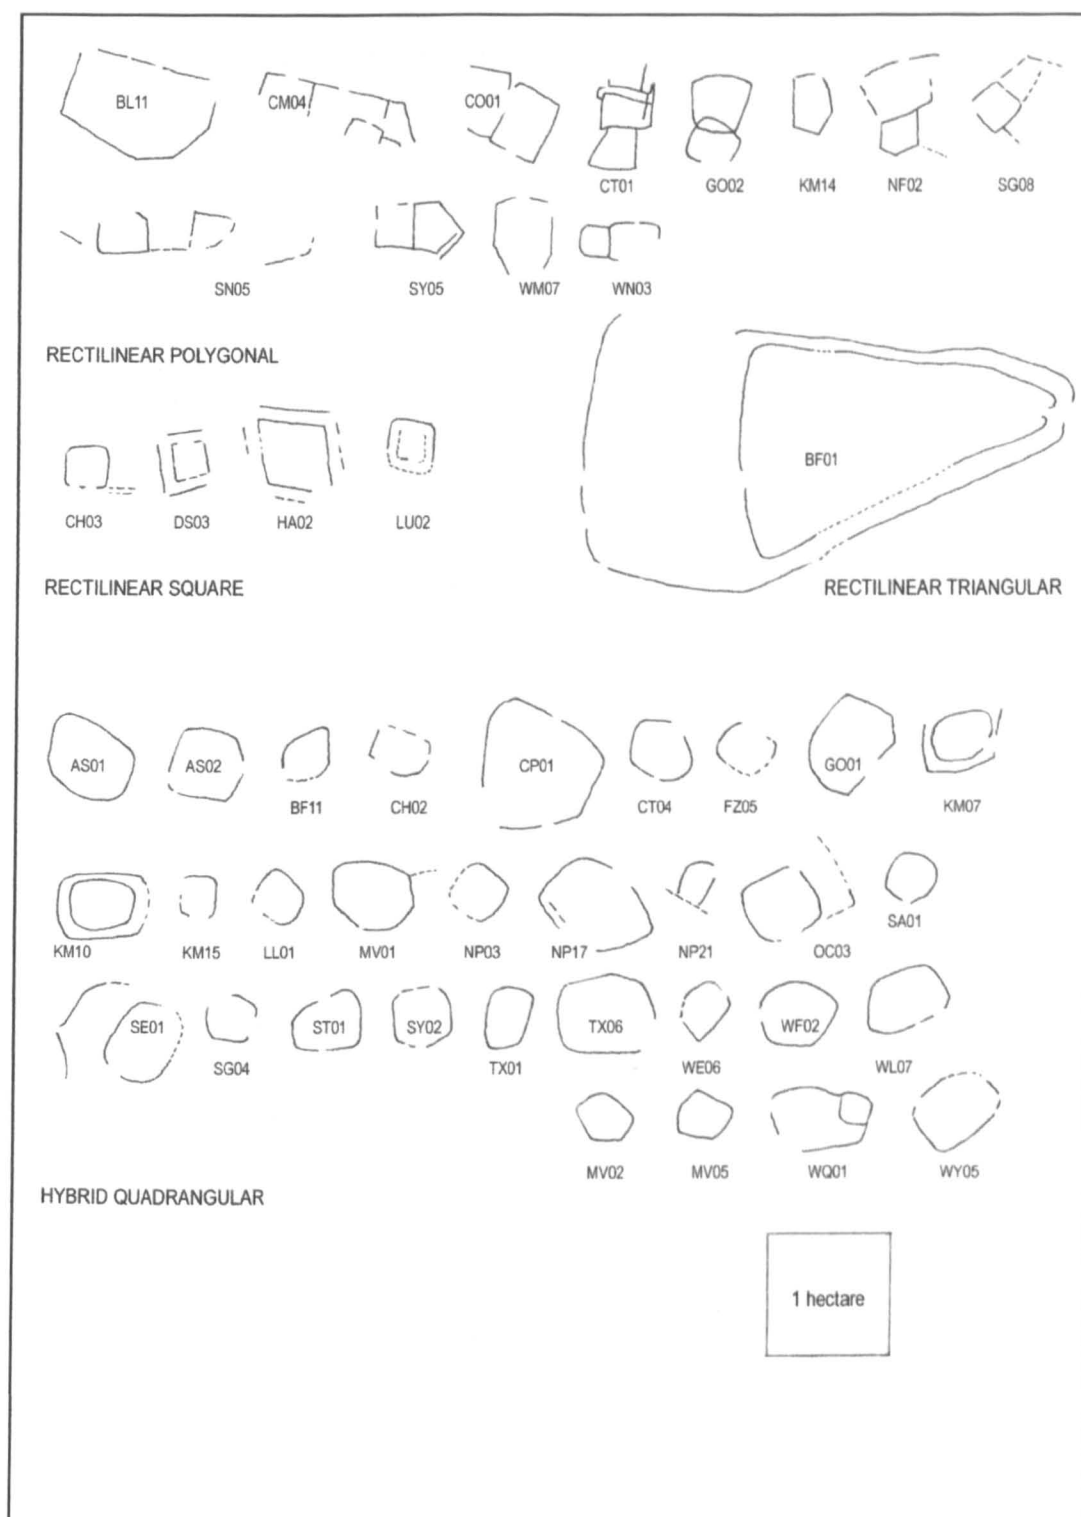 BL11 CM04 CO01
CT01 GO02 KM14 NF02 SG08
SN05 SY05 WM07 WN03
RECTILINEAR POLYGONAL
BF01
CH03 DS03 HA02 LU02
RECTILINEAR SQUARE
RECTILINEAR TRIANGULAR
AS01 AS02 BF11 CH02 CP01 CT04 FZ05 GO01 KM07
KM10 KM15 LL01 MV01 NP03 NP17 NP21 OC03 SA01
SE01 SG04 ST01 SY02 TX01 TX06 WE06 WF02 WL07
MV02 MV05 WQ01 WY05
HYBRID QUADRANGULAR
1 hectare